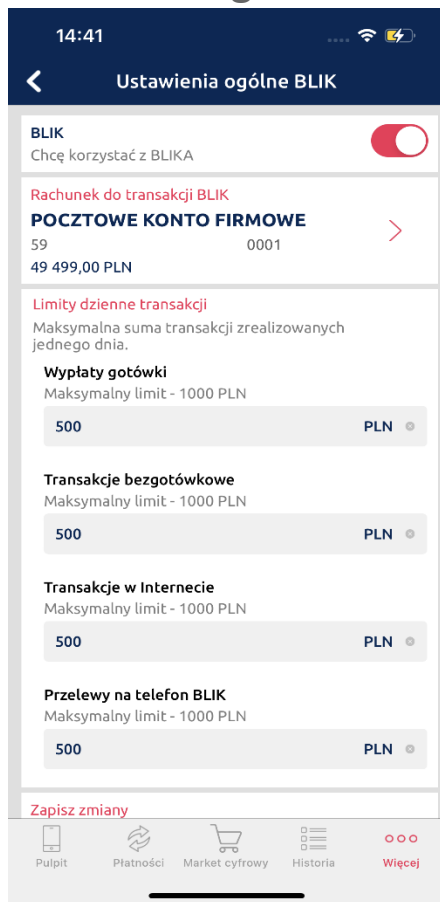 14:41
Ustawienia ogólne BLIK
BLIK
Chcę korzystać z BLIKA
Rachunek do transakcji BLIK
POCZTOWE KONTO FIRMOWE
59 0001
49 499,00 PLN
Limity dzienne transakcji
Maksymalna suma transakcji zrealizowanych
jednego dnia.
Wypłaty gotówki
Maksymalny limit - 1000 PLN
500 PLN
Transakcje bezgotówkowe
Maksymalny limit - 1000 PLN
500 PLN
Transakcje w Internecie
Maksymalny limit - 1000 PLN
500 PLN
Przelewy na telefon BLIK
Maksymalny limit - 1000 PLN
500 PLN
Zapisz zmiany
Pulpit Płatności Market cyfrowy Historia Więcej